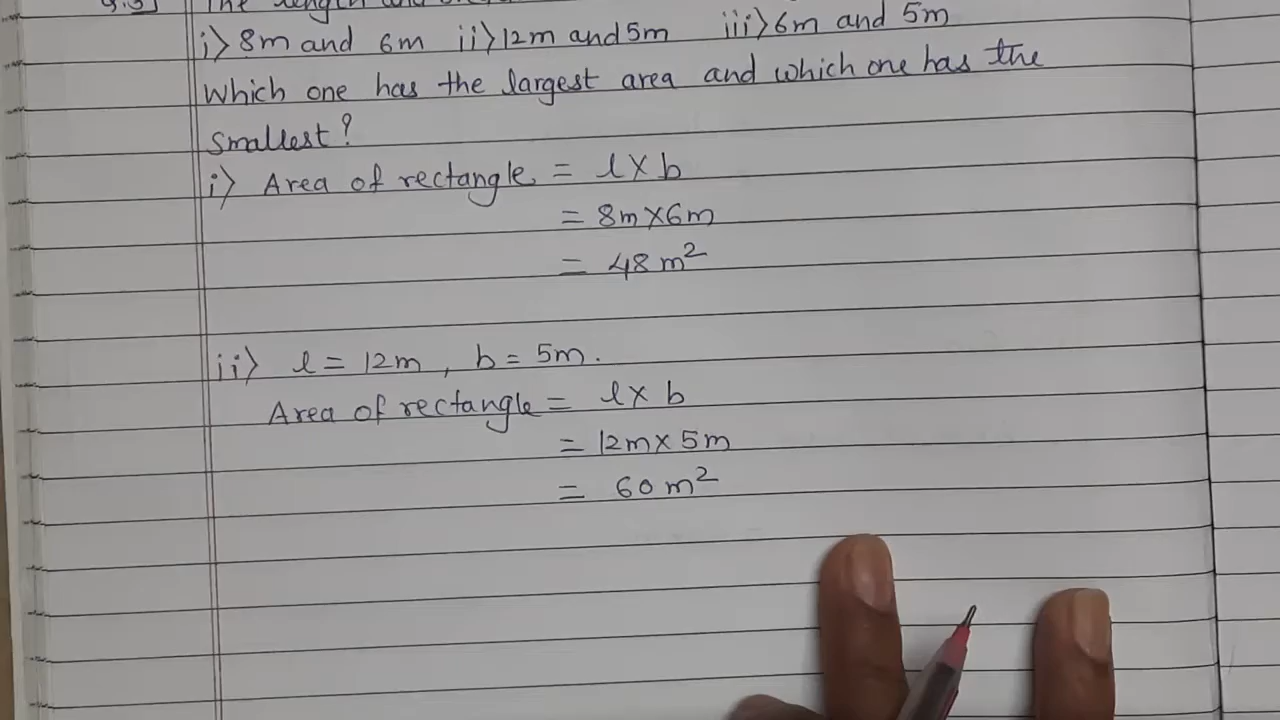 i) 8m and 6m ii) 12m and 5m iii) 6m and 5m
Which one has the largest area and which one has the
smallest?
i) Area of rectangle = l × b
= 8m × 6m
= 48 m²
ii) l = 12m , b = 5m.
Area of rectangle = l × b
= 12m × 5m
= 60 m²